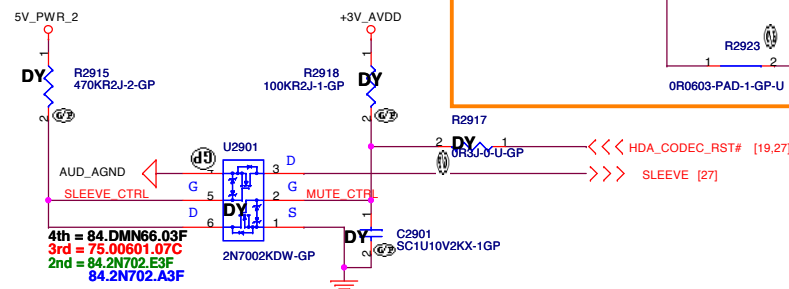 5V_PWR_2
+3V_AVDD
R2923
1
2
0R0603-PAD-1-GP-U
1
DY
R2915
470KR2J-2-GP
2
G/P
1
R2918
100KR2J-1-GP
DY
2
G/P
R2917
2
DY
1
0R3J-0-U-GP
HDA_CODEC_RST# [19,27]
SLEEVE [27]
U2901
GP
AUD_AGND
4
3
D
SLEEVE_CTRL
G
5
2
G
MUTE_CTRL
D
6
1
S
DY
2N7002KDW-GP
1
DY
C2901
SC1U10V2KX-1GP
2
G/P
4th = 84.DMN66.03F
3rd = 75.00601.07C
2nd = 84.2N702.E3F
84.2N702.A3F